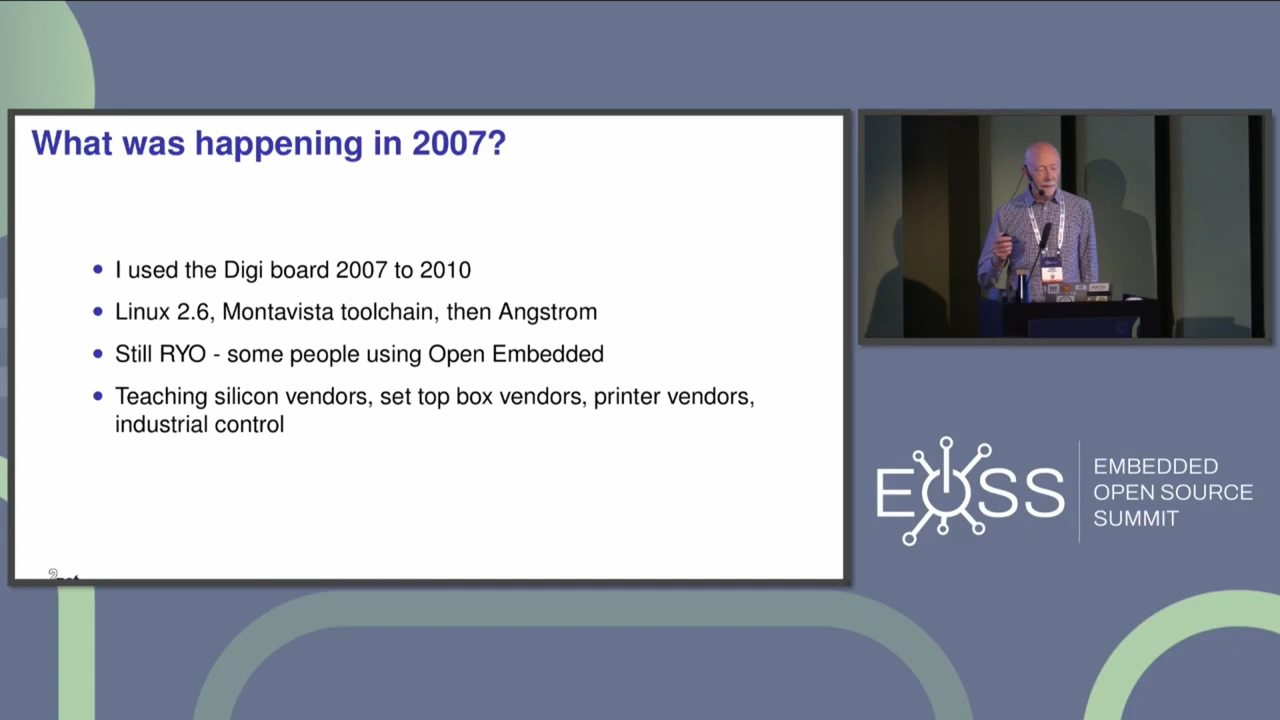 What was happening in 2007?
I used the Digi board 2007 to 2010
Linux 2.6, Montavista toolchain, then Angstrom
Still RYO - some people using Open Embedded
Teaching silicon vendors, set top box vendors, printer vendors,
industrial control
2net
EOSS
EMBEDDED
OPEN SOURCE
SUMMIT